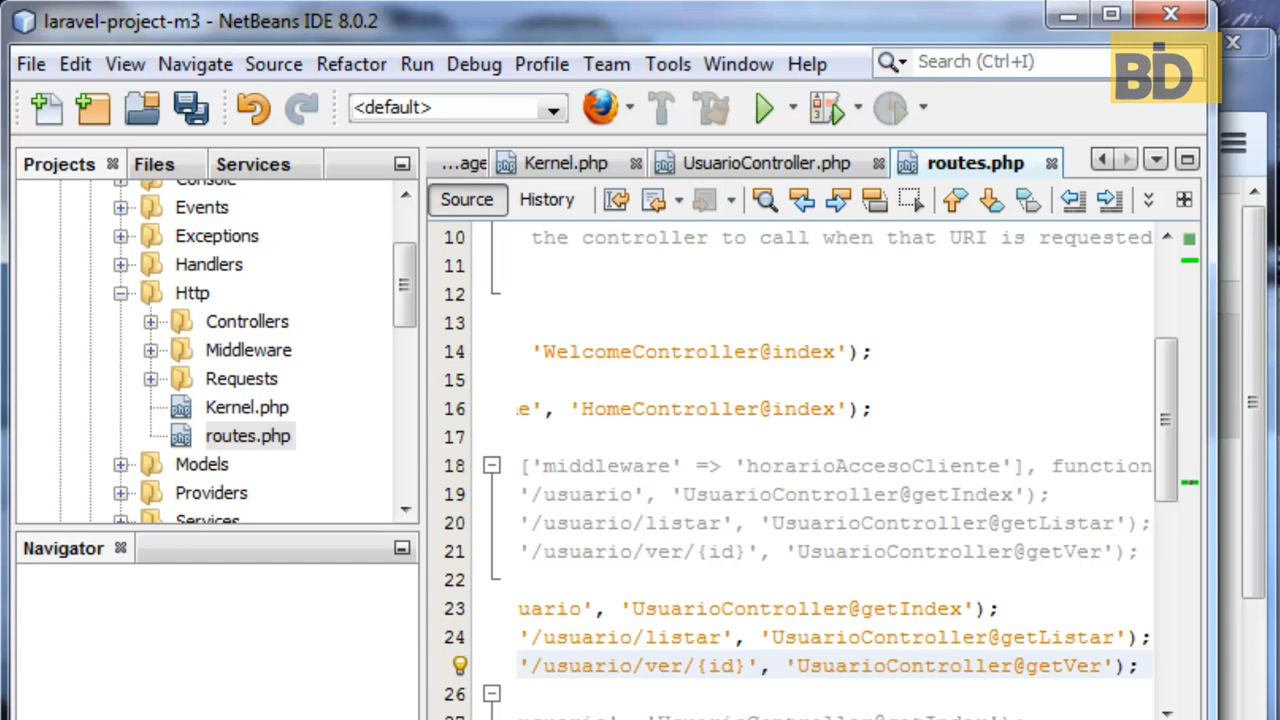 laravel-project-m3 - NetBeans IDE 8.0.2
File Edit View Navigate Source Refactor Run Debug Profile Team Tools Window Help Search (Ctrl+I)
BID
<default>
Projects Files Services
...age Kernel.php UsuarioController.php routes.php
Source History
Console
Events
Exceptions
Handlers
Http
Controllers
Middleware
Requests
Kernel.php
routes.php
Models
Providers
Services
Navigator
10 the controller to call when that URI is requested
11
12
13
14 'WelcomeController@index');
15
16 e', 'HomeController@index');
17
18 ['middleware' => 'horarioAccesoCliente'], function
19 '/usuario', 'UsuarioController@getIndex');
20 '/usuario/listar', 'UsuarioController@getListar');
21 '/usuario/ver/{id}', 'UsuarioController@getVer');
22
23 uario', 'UsuarioController@getIndex');
24 '/usuario/listar', 'UsuarioController@getListar');
'/usuario/ver/{id}', 'UsuarioController@getVer');
26